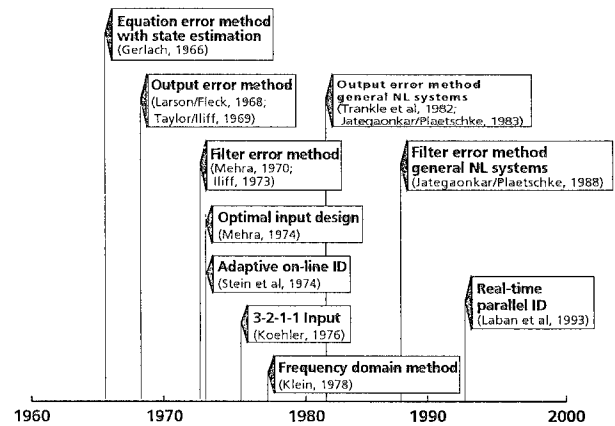 Equation error method
with state estimation
(Gerlach, 1966)
Output error method
(Larson/Fleck, 1968;
Taylor/Iliff, 1969)
Output error method
general NL systems
(Trankle et al, 1982;
Jategaonkar/Plaetschke, 1983)
Filter error method
(Mehra, 1970;
Iliff, 1973)
Filter error method
general NL systems
(Jategaonkar/Plaetschke, 1988)
Optimal input design
(Mehra, 1974)
Adaptive on-line ID
(Stein et al, 1974)
Real-time
parallel ID
(Laban et al, 1993)
3-2-1-1 Input
(Koehler, 1976)
Frequency domain method
(Klein, 1978)
1960 1970 1980 1990 2000